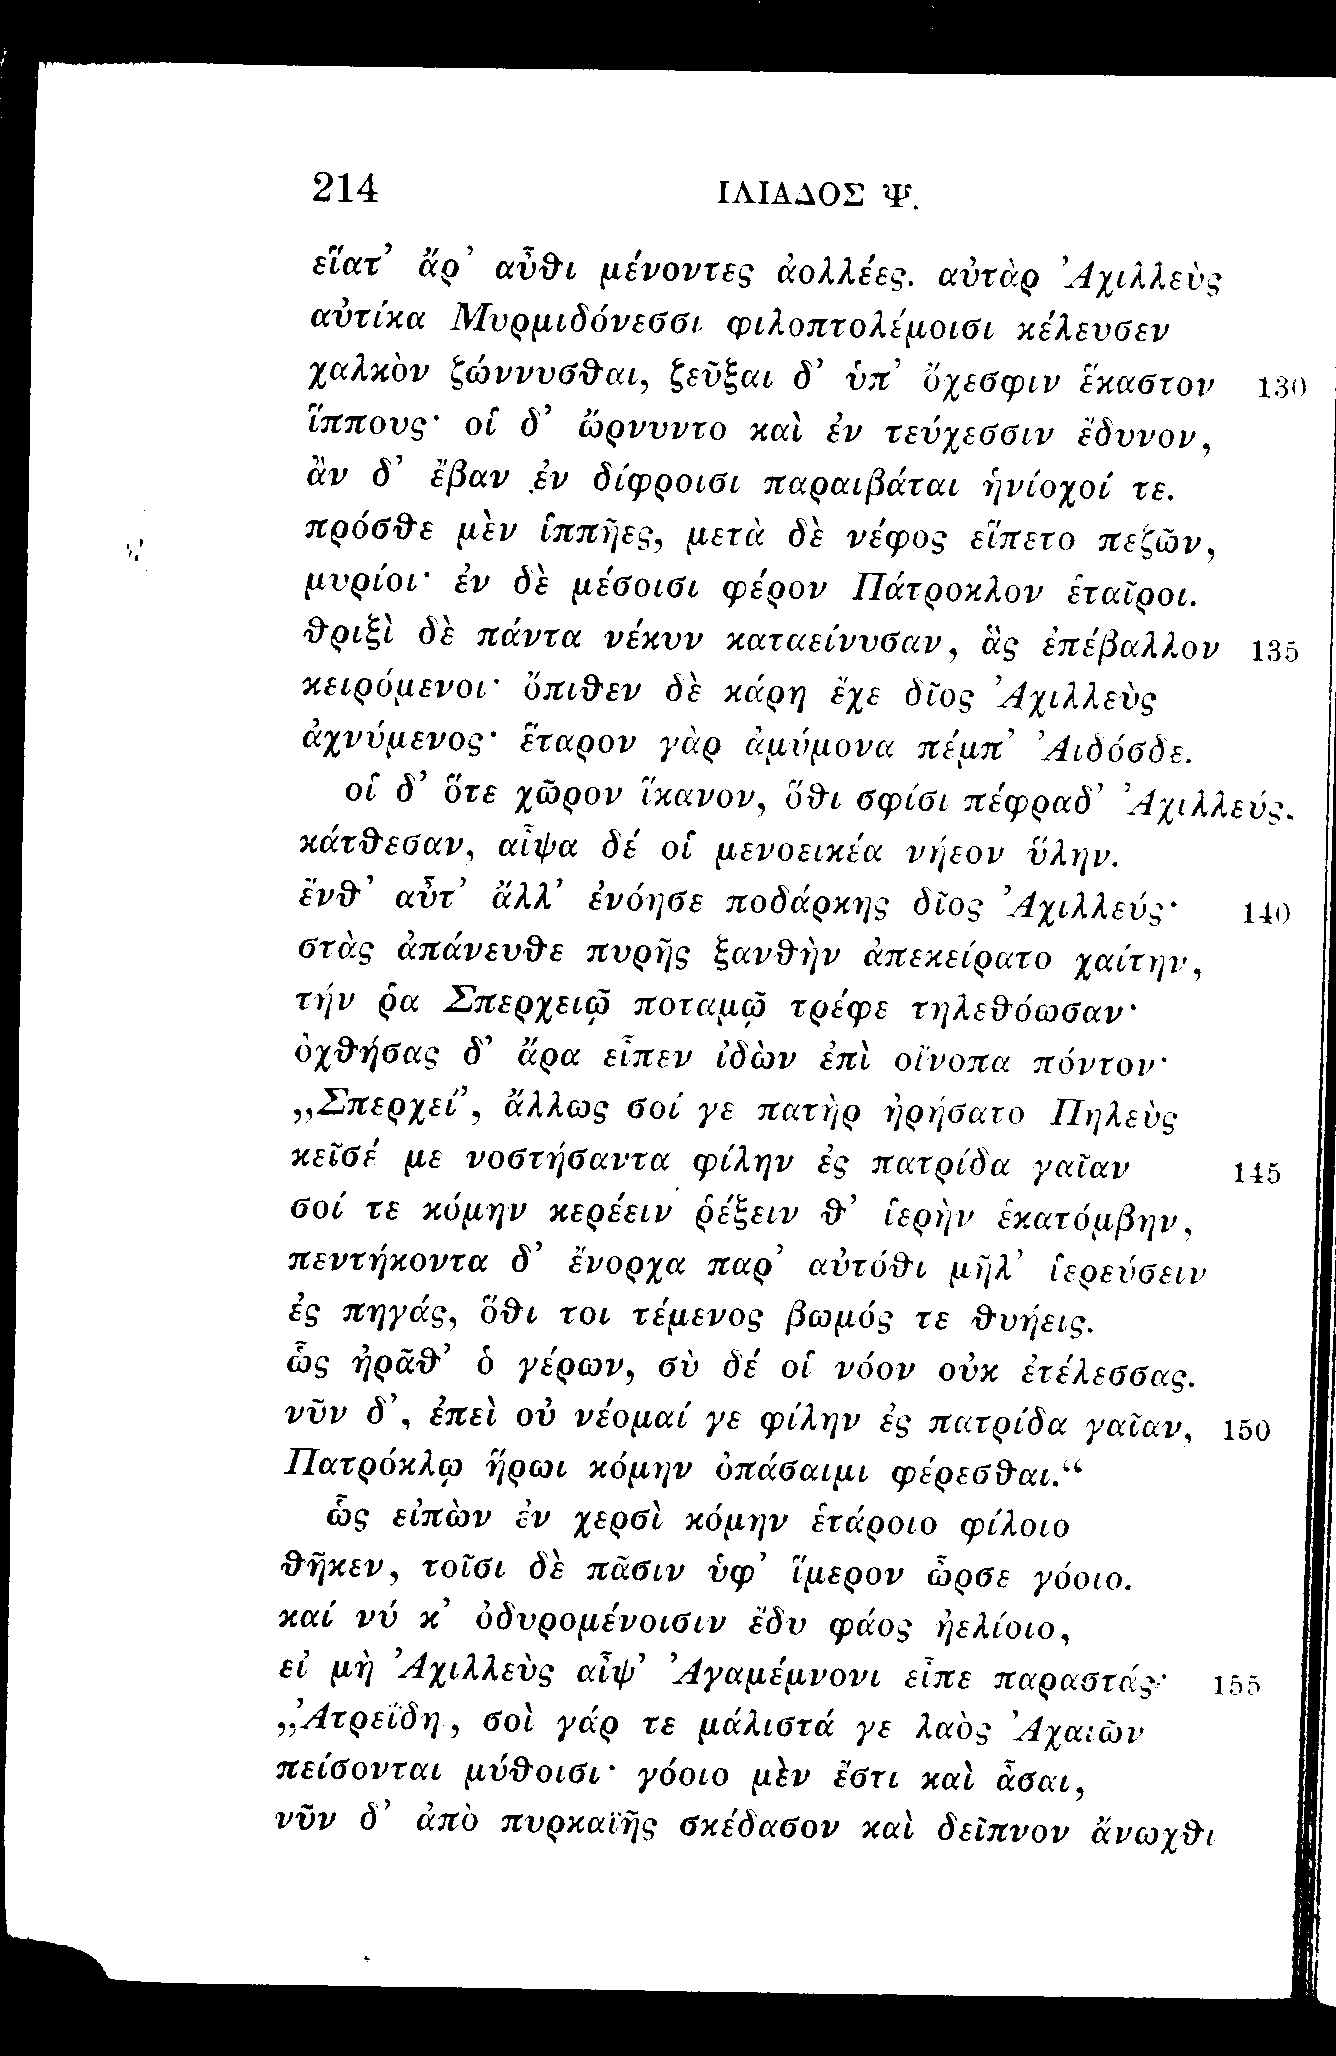 214 ΙΛΙΑΔΟΣ Ψ.
εἵατ’ ἄρ’ αὖθι μένοντες ἀολλέες. αὐτὰρ Ἀχιλλεὺς
αὐτίκα Μυρμιδόνεσσι φιλοπτολέμοισι κέλευσεν
χαλκὸν ζώννυσθαι, ζεῦξαι δ’ ὑπ’ ὄχεσφιν ἕκαστον 130
ἵππους· οἱ δ’ ὤρνυντο καὶ ἐν τεύχεσσιν ἔδυνον,
ἂν δ’ ἔβαν ἐν δίφροισι παραιβάται ἡνίοχοί τε.
πρόσθε μὲν ἱππῆες, μετὰ δὲ νέφος εἵπετο πεζῶν,
μυρίοι· ἐν δὲ μέσοισι φέρον Πάτροκλον ἑταῖροι.
θριξὶ δὲ πάντα νέκυν καταείνυσαν, ἃς ἐπέβαλλον 135
κειρόμενοι· ὄπιθεν δὲ κάρη ἔχε δῖος Ἀχιλλεὺς
ἀχνύμενος· ἕταρον γὰρ ἀμύμονα πέμπ’ Ἀιδόσδε.
οἱ δ’ ὅτε χῶρον ἵκανον, ὅθι σφίσι πέφραδ’ Ἀχιλλεύς,
κάτθεσαν, αἶψα δέ οἱ μενοεικέα νήεον ὕλην.
ἔνθ’ αὖτ’ ἄλλ’ ἐνόησε ποδάρκης δῖος Ἀχιλλεύς· 140
στὰς ἀπάνευθε πυρῆς ξανθὴν ἀπεκείρατο χαίτην,
τήν ῥα Σπερχειῷ ποταμῷ τρέφε τηλεθόωσαν·
ὀχθήσας δ’ ἄρα εἶπεν ἰδὼν ἐπὶ οἴνοπα πόντον·
„Σπερχεί’, ἄλλως σοί γε πατὴρ ἠρήσατο Πηλεὺς
κεῖσέ με νοστήσαντα φίλην ἐς πατρίδα γαῖαν 145
σοί τε κόμην κερέειν ῥέξειν θ’ ἱερὴν ἑκατόμβην,
πεντήκοντα δ’ ἔνορχα παρ’ αὐτόθι μῆλ’ ἱερεύσειν
ἐς πηγάς, ὅθι τοι τέμενος βωμός τε θυήεις.
ὣς ἠρᾶθ’ ὁ γέρων, σὺ δέ οἱ νόον οὐκ ἐτέλεσσας.
νῦν δ’, ἐπεὶ οὐ νέομαί γε φίλην ἐς πατρίδα γαῖαν, 150
Πατρόκλῳ ἥρωι κόμην ὀπάσαιμι φέρεσθαι.“
ὣς εἰπὼν ἐν χερσὶ κόμην ἑτάροιο φίλοιο
θῆκεν, τοῖσι δὲ πᾶσιν ὑφ’ ἵμερον ὦρσε γόοιο.
καί νύ κ’ ὀδυρομένοισιν ἔδυ φάος ἠελίοιο,
εἰ μὴ Ἀχιλλεὺς αἶψ’ Ἀγαμέμνονι εἶπε παραστάς· 155
„Ἀτρεΐδη, σοὶ γάρ τε μάλιστά γε λαὸς Ἀχαιῶν
πείσονται μύθοισι· γόοιο μὲν ἔστι καὶ ἆσαι,
νῦν δ’ ἀπὸ πυρκαϊῆς σκέδασον καὶ δεῖπνον ἄνωχθι